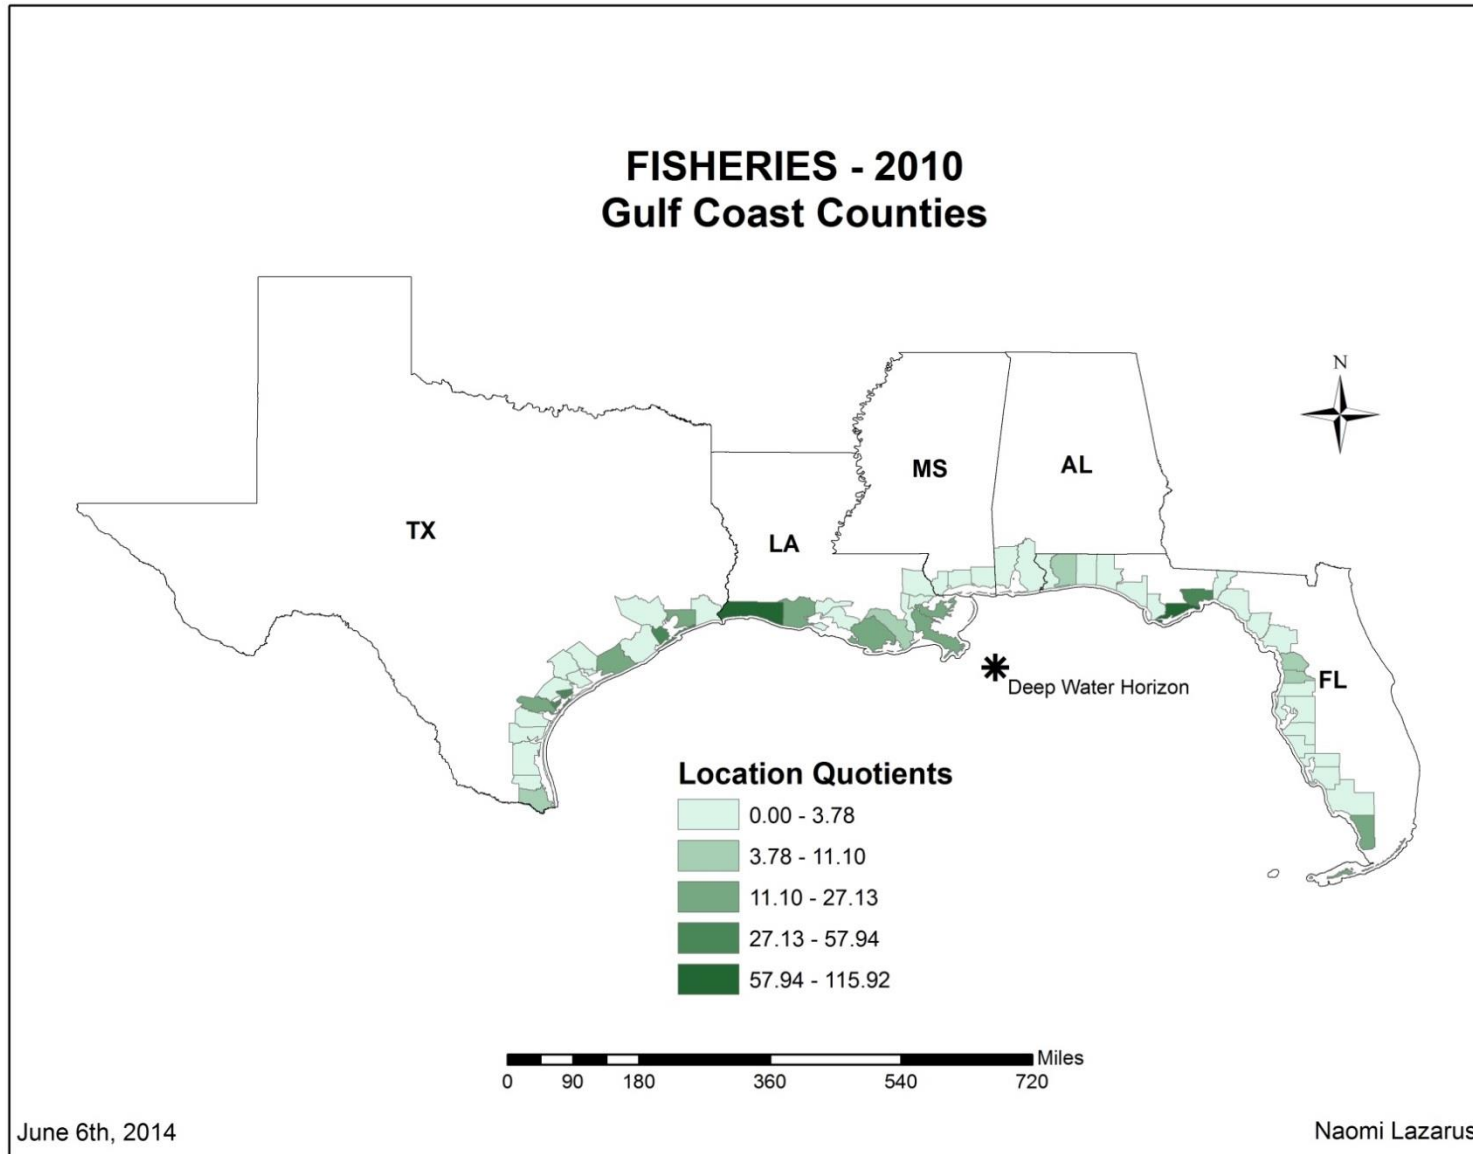 FISHERIES - 2010
Gulf Coast Counties
N
MS
AL
TX
LA
FL
Deep Water Horizon
Location Quotients
0.00 - 3.78
3.78 - 11.10
11.10 - 27.13
27.13 - 57.94
57.94 - 115.92
Miles
0 90 180 360 540 720
June 6th, 2014
Naomi Lazarus